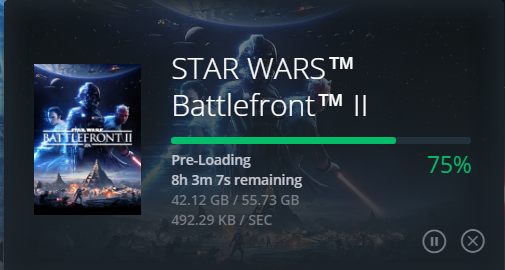 STAR WARS™
Battlefront™ II
STAR WARS
BATTLEFRONT II
Pre-Loading
75%
8h 3m 7s remaining
42.12 GB / 55.73 GB
492.29 KB / SEC